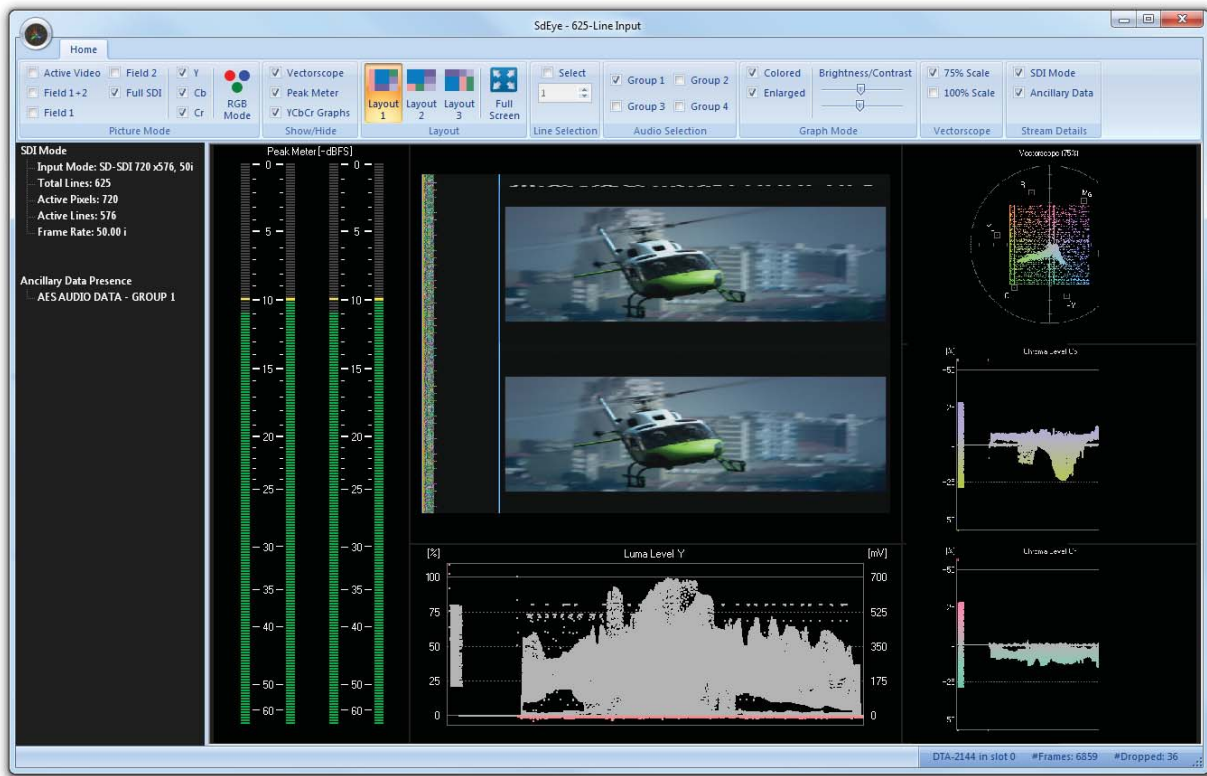 SdEye - 625-Line Input
Home
Active Video
Field 2
Y
Field 1+2
Full SDI
Cb
Field 1
Cr
RGB Mode
Picture Mode
Vectorscope
Peak Meter
YCbCr Graphs
Show/Hide
Layout 1
Layout 2
Layout 3
Full Screen
Layout
Select
1
Line Selection
Group 1
Group 2
Group 3
Group 4
Audio Selection
Colored
Enlarged
Brightness/Contrast
Graph Mode
75% Scale
100% Scale
Vectorscope
SDI Mode
Ancillary Data
Stream Details
SDI Mode
Input Mode: SD-SDI 720 x576, 50i
Total Lines: 625
Active Pixels: 720
Active Lines: 576
Frame Rate: 50.00 i
Ancillary Data Presence
AES AUDIO DATA - GROUP 1
Peak Meter [-dBFS]
0 0
5 5
10 10
15 15
20 20
25 25
30 30
35 35
40 40
50 50
60 60
Vectorscope (75%)
[%] Luma Level Y [mV]
100 700
75 525
50 350
25 175
0 0
Chroma Level Cb
Chroma Level Cr
DTA-2144 in slot 0 #Frames: 6859 #Dropped: 36